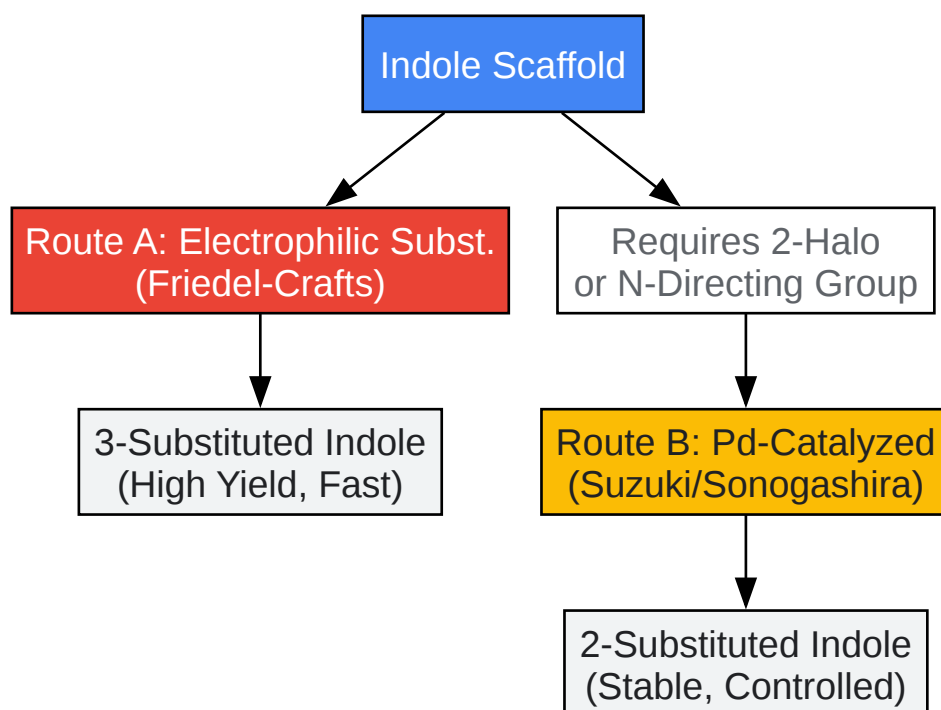 Indole Scaffold
Route A: Electrophilic Subst.
(Friedel-Crafts)
Requires 2-Halo
or N-Directing Group
3-Substituted Indole
(High Yield, Fast)
Route B: Pd-Catalyzed
(Suzuki/Sonogashira)
2-Substituted Indole
(Stable, Controlled)